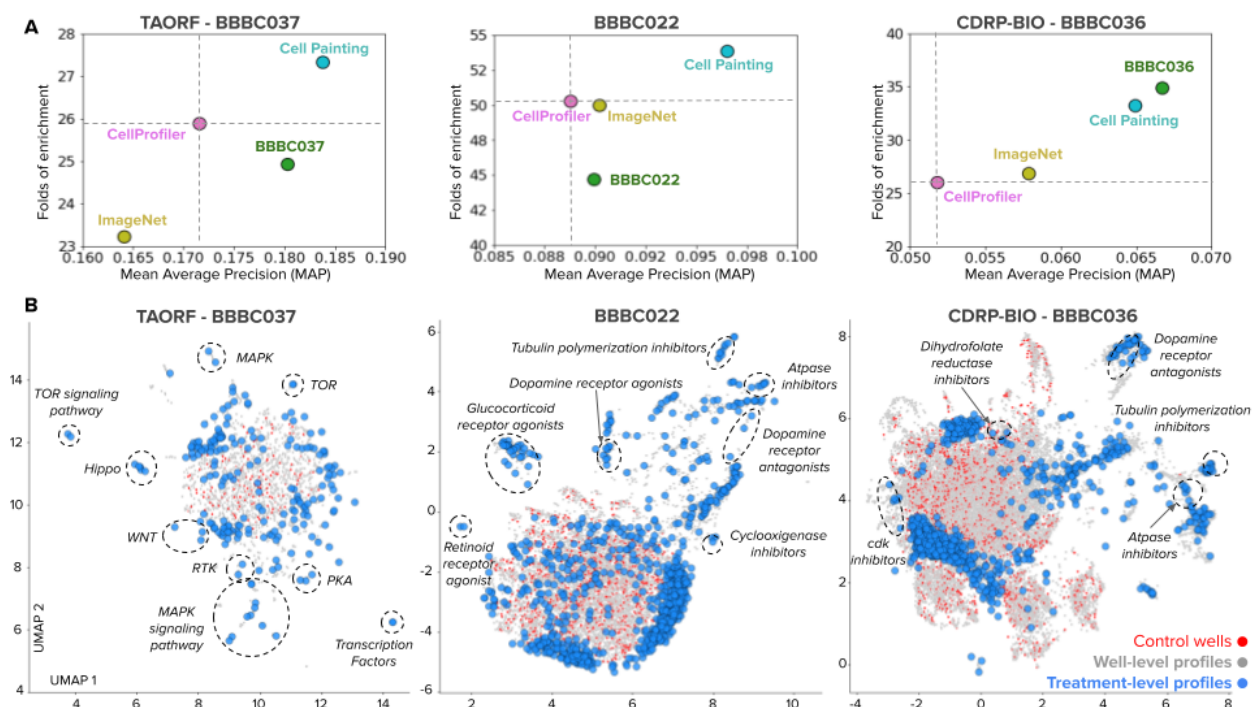 A
TAORF - BBBC037
28
27
26
25
24
23
Folds of enrichment
Cell Painting
CellProfiler
BBBC037
ImageNet
0.160 0.165 0.170 0.175 0.180 0.185 0.190
Mean Average Precision (MAP)
BBBC022
55
52
50
48
45
42
40
Folds of enrichment
Cell Painting
CellProfiler
ImageNet
BBBC022
0.085 0.088 0.090 0.092 0.095 0.098 0.100
Mean Average Precision (MAP)
CDRP-BIO - BBBC036
40
35
30
25
20
Folds of enrichment
BBBC036
Cell Painting
ImageNet
CellProfiler
0.050 0.055 0.060 0.065 0.070
Mean Average Precision (MAP)
B
TAORF - BBBC037
14
12
10
8
6
4
UMAP 2
MAPK
TOR
TOR signaling
pathway
Hippo
WNT
RTK
PKA
MAPK
signaling
pathway
Transcription
Factors
UMAP 1
4 6 8 10 12 14
BBBC022
6
4
2
0
-2
-4
-6
Tubulin polymerization inhibitors
Dopamine receptor agonists
Atpase
inhibitors
Glucocorticoid
receptor agonists
Dopamine
receptor
antagonists
Retinoid
receptor
agonist
Cyclooxigenase
inhibitors
2 4 6 8 10
CDRP-BIO - BBBC036
8
6
4
2
0
Dihydrofolate
reductase
inhibitors
Dopamine
receptor
antagonists
Tubulin polymerization
inhibitors
cdk
inhibitors
Atpase
inhibitors
Control wells
Well-level profiles
Treatment-level profiles
-4 -2 0 2 4 6 8